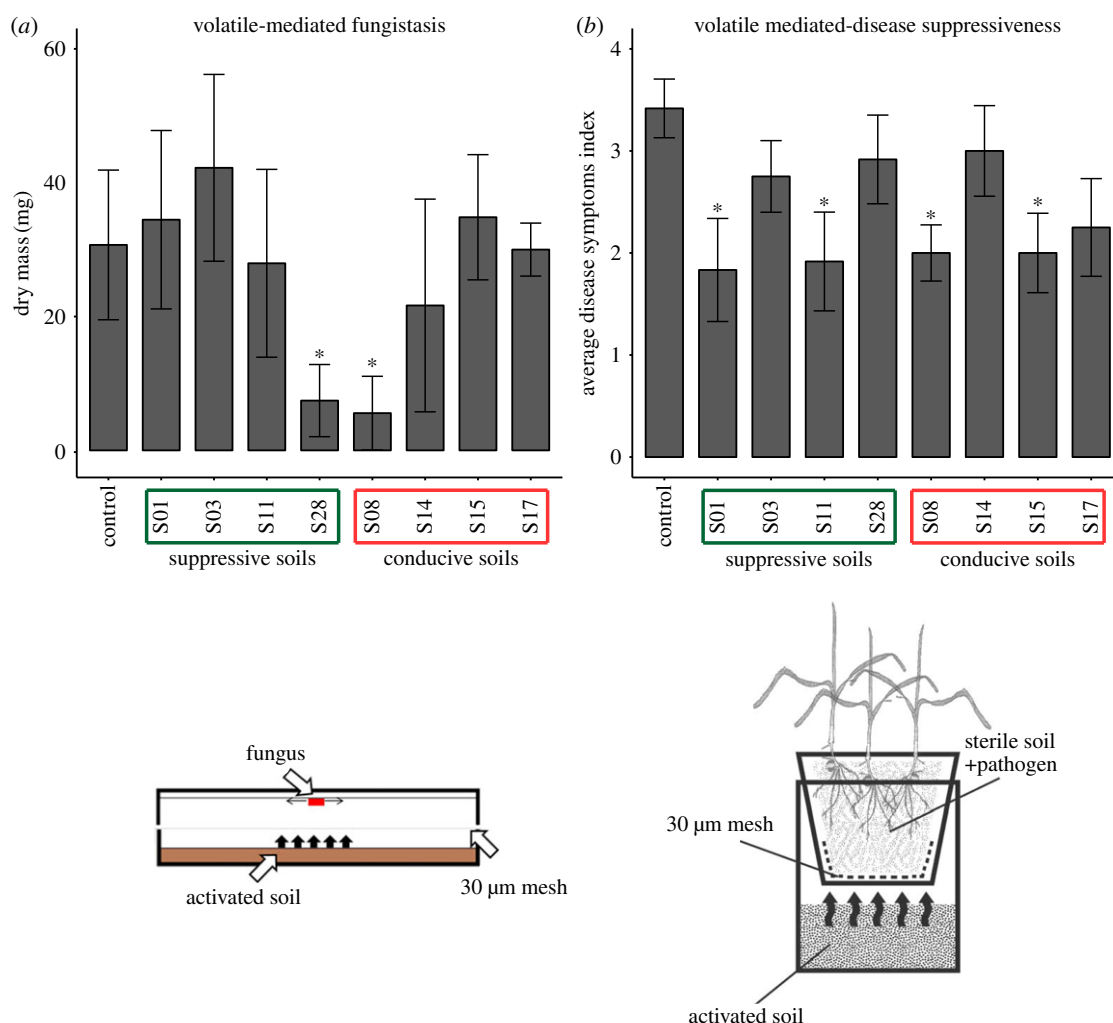 (a) volatile-mediated fungistasis
60
40
20
0
dry mass (mg)
*
*
control
S01
S03
S11
S28
S08
S14
S15
S17
suppressive soils
conducive soils
(b) volatile mediated-disease suppressiveness
4
3
2
1
0
average disease symptoms index
*
*
*
*
control
S01
S03
S11
S28
S08
S14
S15
S17
suppressive soils
conducive soils
fungus
activated soil
30 µm mesh
sterile soil
+pathogen
30 µm mesh
activated soil